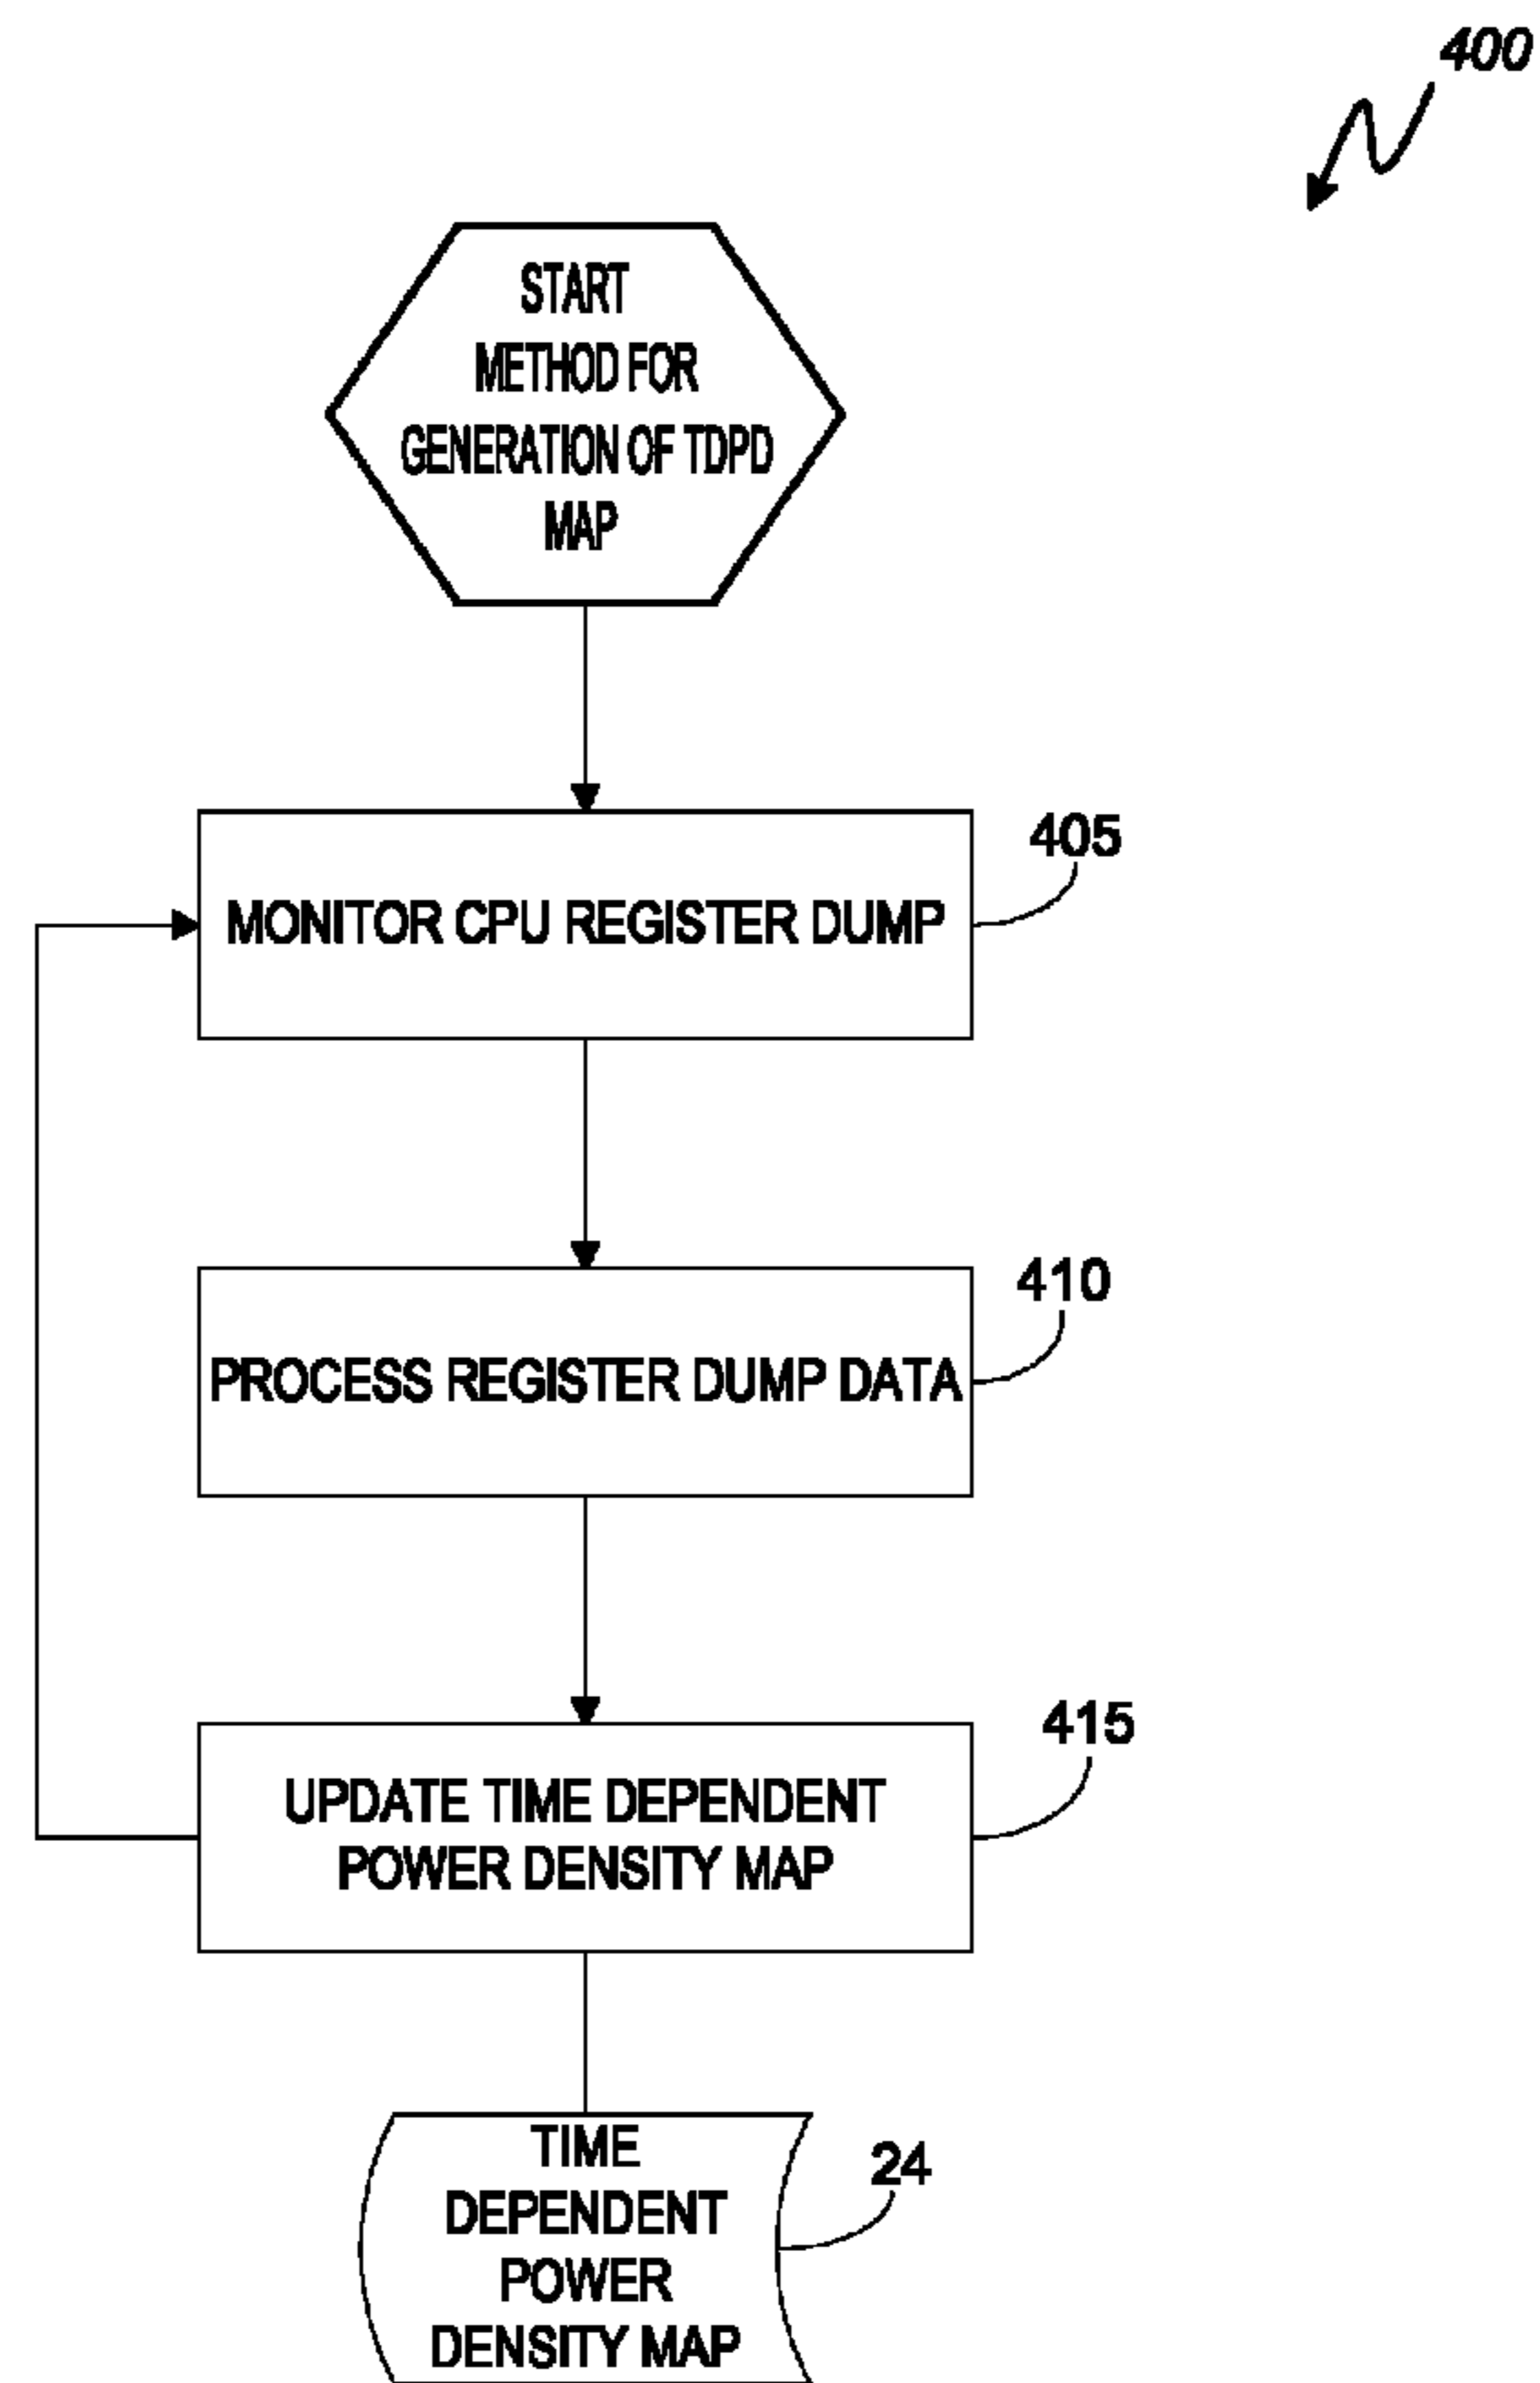 400
START
METHOD FOR
GENERATION OF TDPD
MAP
405
MONITOR CPU REGISTER DUMP
410
PROCESS REGISTER DUMP DATA
415
UPDATE TIME DEPENDENT
POWER DENSITY MAP
24
TIME
DEPENDENT
POWER
DENSITY MAP